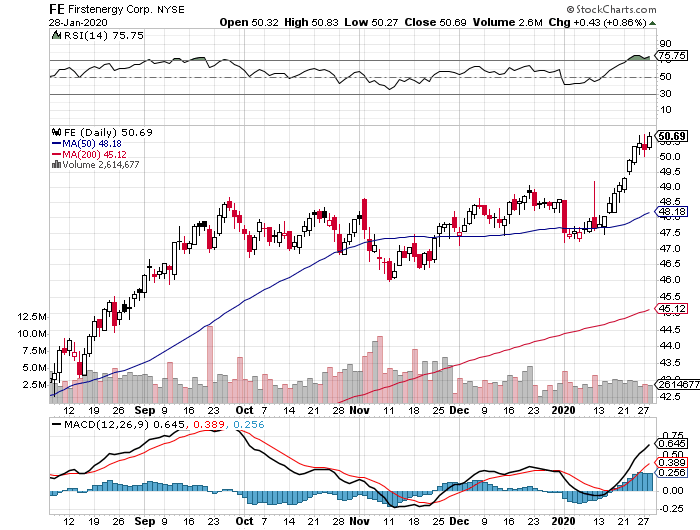 FE Firstenergy Corp. NYSE © StockCharts.com
28-Jan-2020 Open 50.32 High 50.83 Low 50.27 Close 50.69 Volume 2.6M Chg +0.43 (+0.86%)
RSI(14) 75.75
90
75.75
70
50
30
10
FE (Daily) 50.69
MA(50) 48.18
MA(200) 45.12
Volume 2,614,677
50.69
50.0
49.5
49.0
48.5
48.18
47.5
47.0
46.5
46.0
45.5
45.12
44.5
44.0
43.5
43.0
42.5
12.5M
10.0M
7.5M
5.0M
2.5M
2614677
12 19 26 Sep 9 16 23 Oct 7 14 21 28 Nov 11 18 25 Dec 9 16 23 2020 13 21 27
MACD(12,26,9) 0.645, 0.389, 0.256
0.75
0.645
0.389
0.256
0.00
-0.25
12 19 26 Sep 9 16 23 Oct 7 14 21 28 Nov 11 18 25 Dec 9 16 23 2020 13 21 27